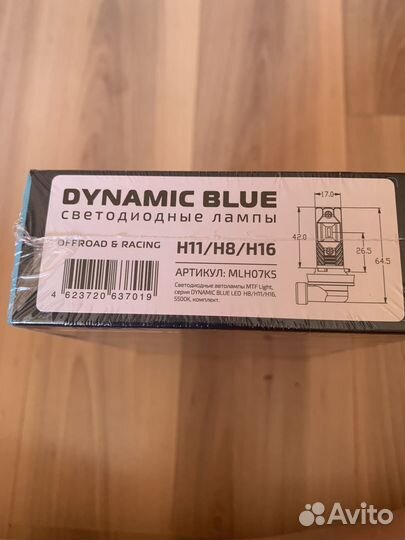 DYNAMIC BLUE
СВЕТОДИОДНЫЕ ЛАМПЫ
OFFROAD & RACING
H11/H8/H16
АРТИКУЛ: MLH07K5
Светодиодные автолампы MTF Light,
серия DYNAMIC BLUE LED H8/H11/H16,
5500K, комплект.
4 623720 637019
17.0
42.0
26.5
64.5
Avito